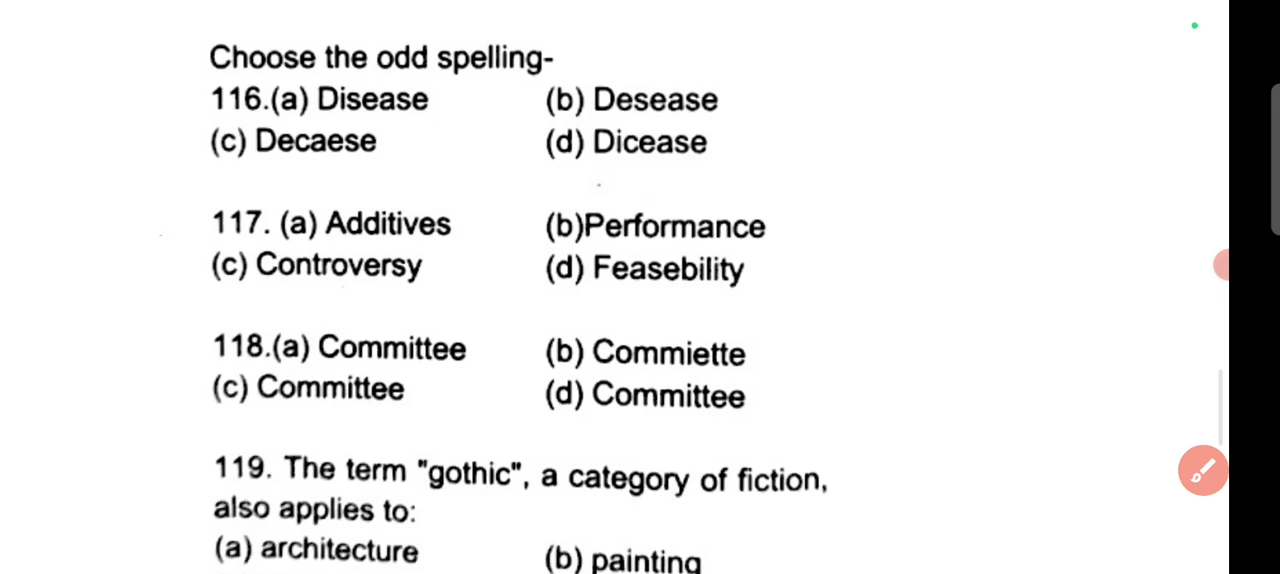 Choose the odd spelling-
116.(a) Disease (b) Desease
(c) Decaese (d) Dicease
117. (a) Additives (b)Performance
(c) Controversy (d) Feasebility
118.(a) Committee (b) Commiette
(c) Committee (d) Committee
119. The term "gothic", a category of fiction,
also applies to:
(a) architecture (b) painting